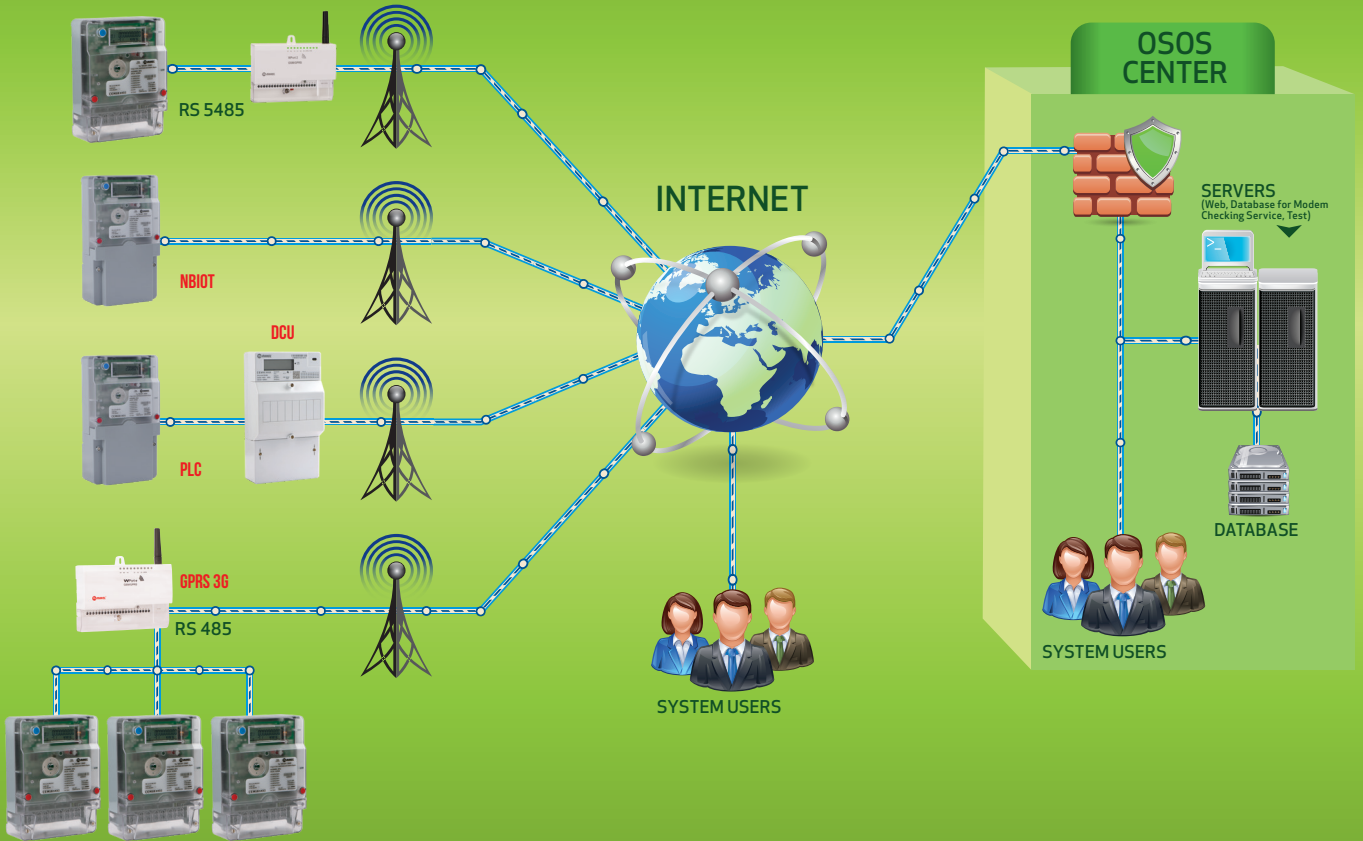 OSOS
CENTER
RS 5485
INTERNET
SERVERS
(Web, Database for Modem
Checking Service, Test)
NBIOT
DCU
PLC
DATABASE
GPRS 3G
RS 485
SYSTEM USERS
SYSTEM USERS